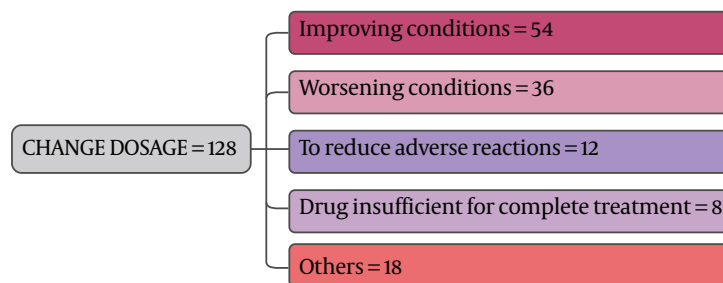 Improving conditions = 54
Worsening conditions = 36
CHANGE DOSAGE = 128
To reduce adverse reactions = 12
Drug insufficient for complete treatment = 8
Others = 18